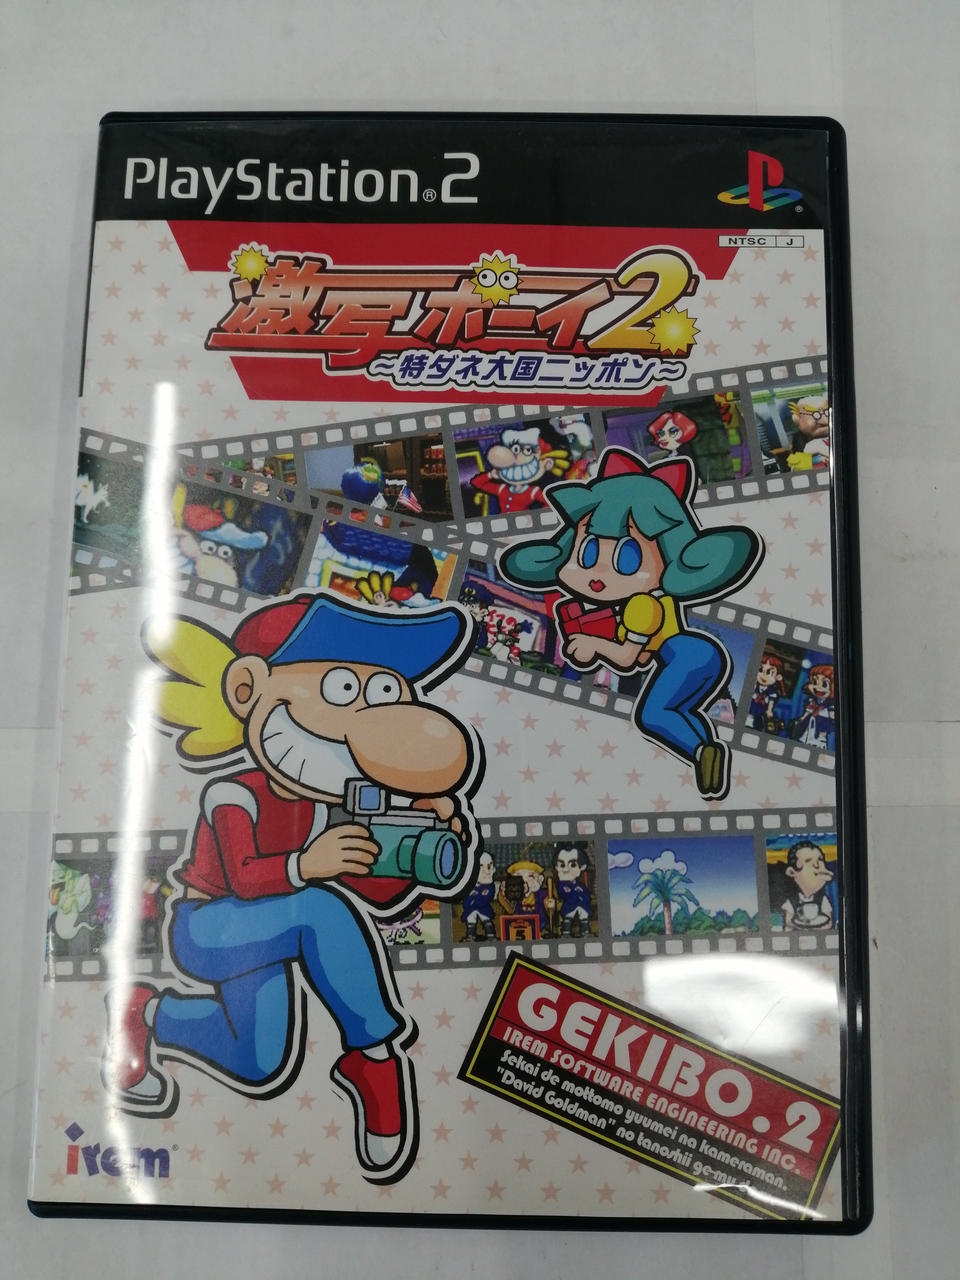 PlayStation®2
NTSC J
激写ボーイ2
～特ダネ大国ニッポン～
GEKIBO.2
IREM SOFTWARE ENGINEERING INC.
Sekai de mottomo yuumei na kameraman.
"David Goldman" no tanoshii ge-mu
irem®